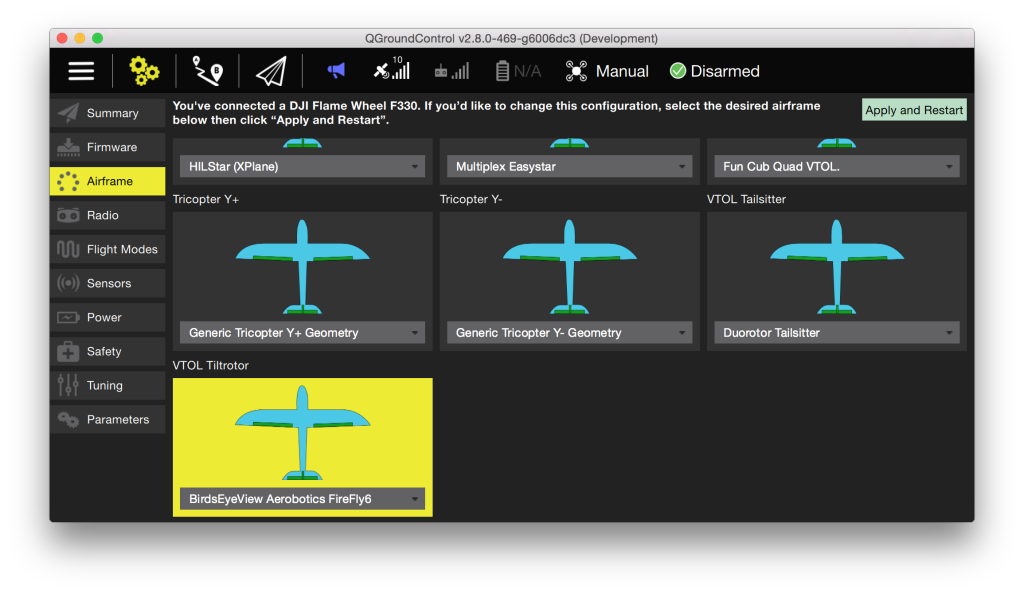 QGroundControl v2.8.0-469-g6006dc3 (Development)
B
10
N/A
Manual
Disarmed
Summary
Firmware
Airframe
Radio
Flight Modes
Sensors
Power
Safety
Tuning
Parameters
You've connected a DJI Flame Wheel F330. If you'd like to change this configuration, select the desired airframe
below then click “Apply and Restart”.
Apply and Restart
HILStar (XPlane)
Multiplex Easystar
Fun Cub Quad VTOL.
Tricopter Y+
Tricopter Y-
VTOL Tailsitter
Generic Tricopter Y+ Geometry
Generic Tricopter Y- Geometry
Duorotor Tailsitter
VTOL Tiltrotor
BirdsEyeView Aerobotics FireFly6